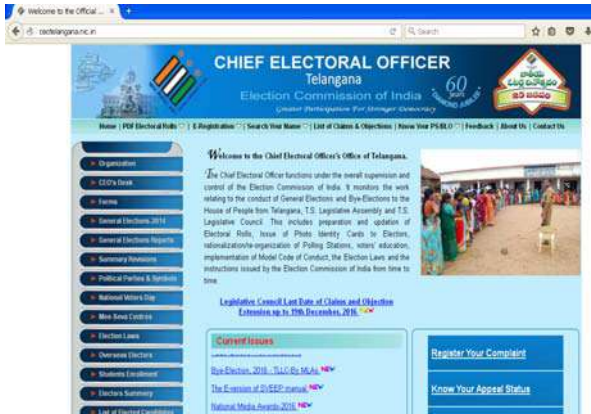 Welcome to the Official ...
ceotelangana.nic.in
Search
CHIEF ELECTORAL OFFICER
Telangana
Election Commission of India
Greater Participation For Stronger Democracy
60
years
DIAMOND JUBILEE
Home | PDF Electoral Rolls | E-Registration | Search Your Name | List of Claims & Objections | Know Your PS/BLO | Feedback | About Us | Contact Us
Organization
CEO's Desk
Forms
General Elections-2014
General Elections Reports
Summary Revisions
Political Parties & Symbols
National Voters Day
Mee Seva Centres
Election Laws
Overseas Electors
Students Enrollment
Electors Summary
List of Elected Candidates
Welcome to the Chief Electoral Officer's Office of Telangana.
The Chief Electoral Officer functions under the overall supervision and
control of the Election Commission of India. It monitors the work
relating to the conduct of General Elections and Bye-Elections to the
House of People from Telangana, T.S. Legislative Assembly and T.S.
Legislative Council. This includes preparation and updation of
Electoral Rolls, Issue of Photo Identity Cards to Electors,
rationalization/re-organization of Polling Stations, voters' education,
implementation of Model Code of Conduct, the Election Laws and the
instructions issued by the Election Commission of India from time to
time.
Legislative Council Last Date of Claims and Objection
Extension up to 19th December, 2016. NEW
Current Issues
Bye-Election, 2016 - TLLC-By MLAs. NEW
The E-version of SVEEP manual. NEW
National Media Awards-2016. NEW
Register Your Complaint
Know Your Appeal Status